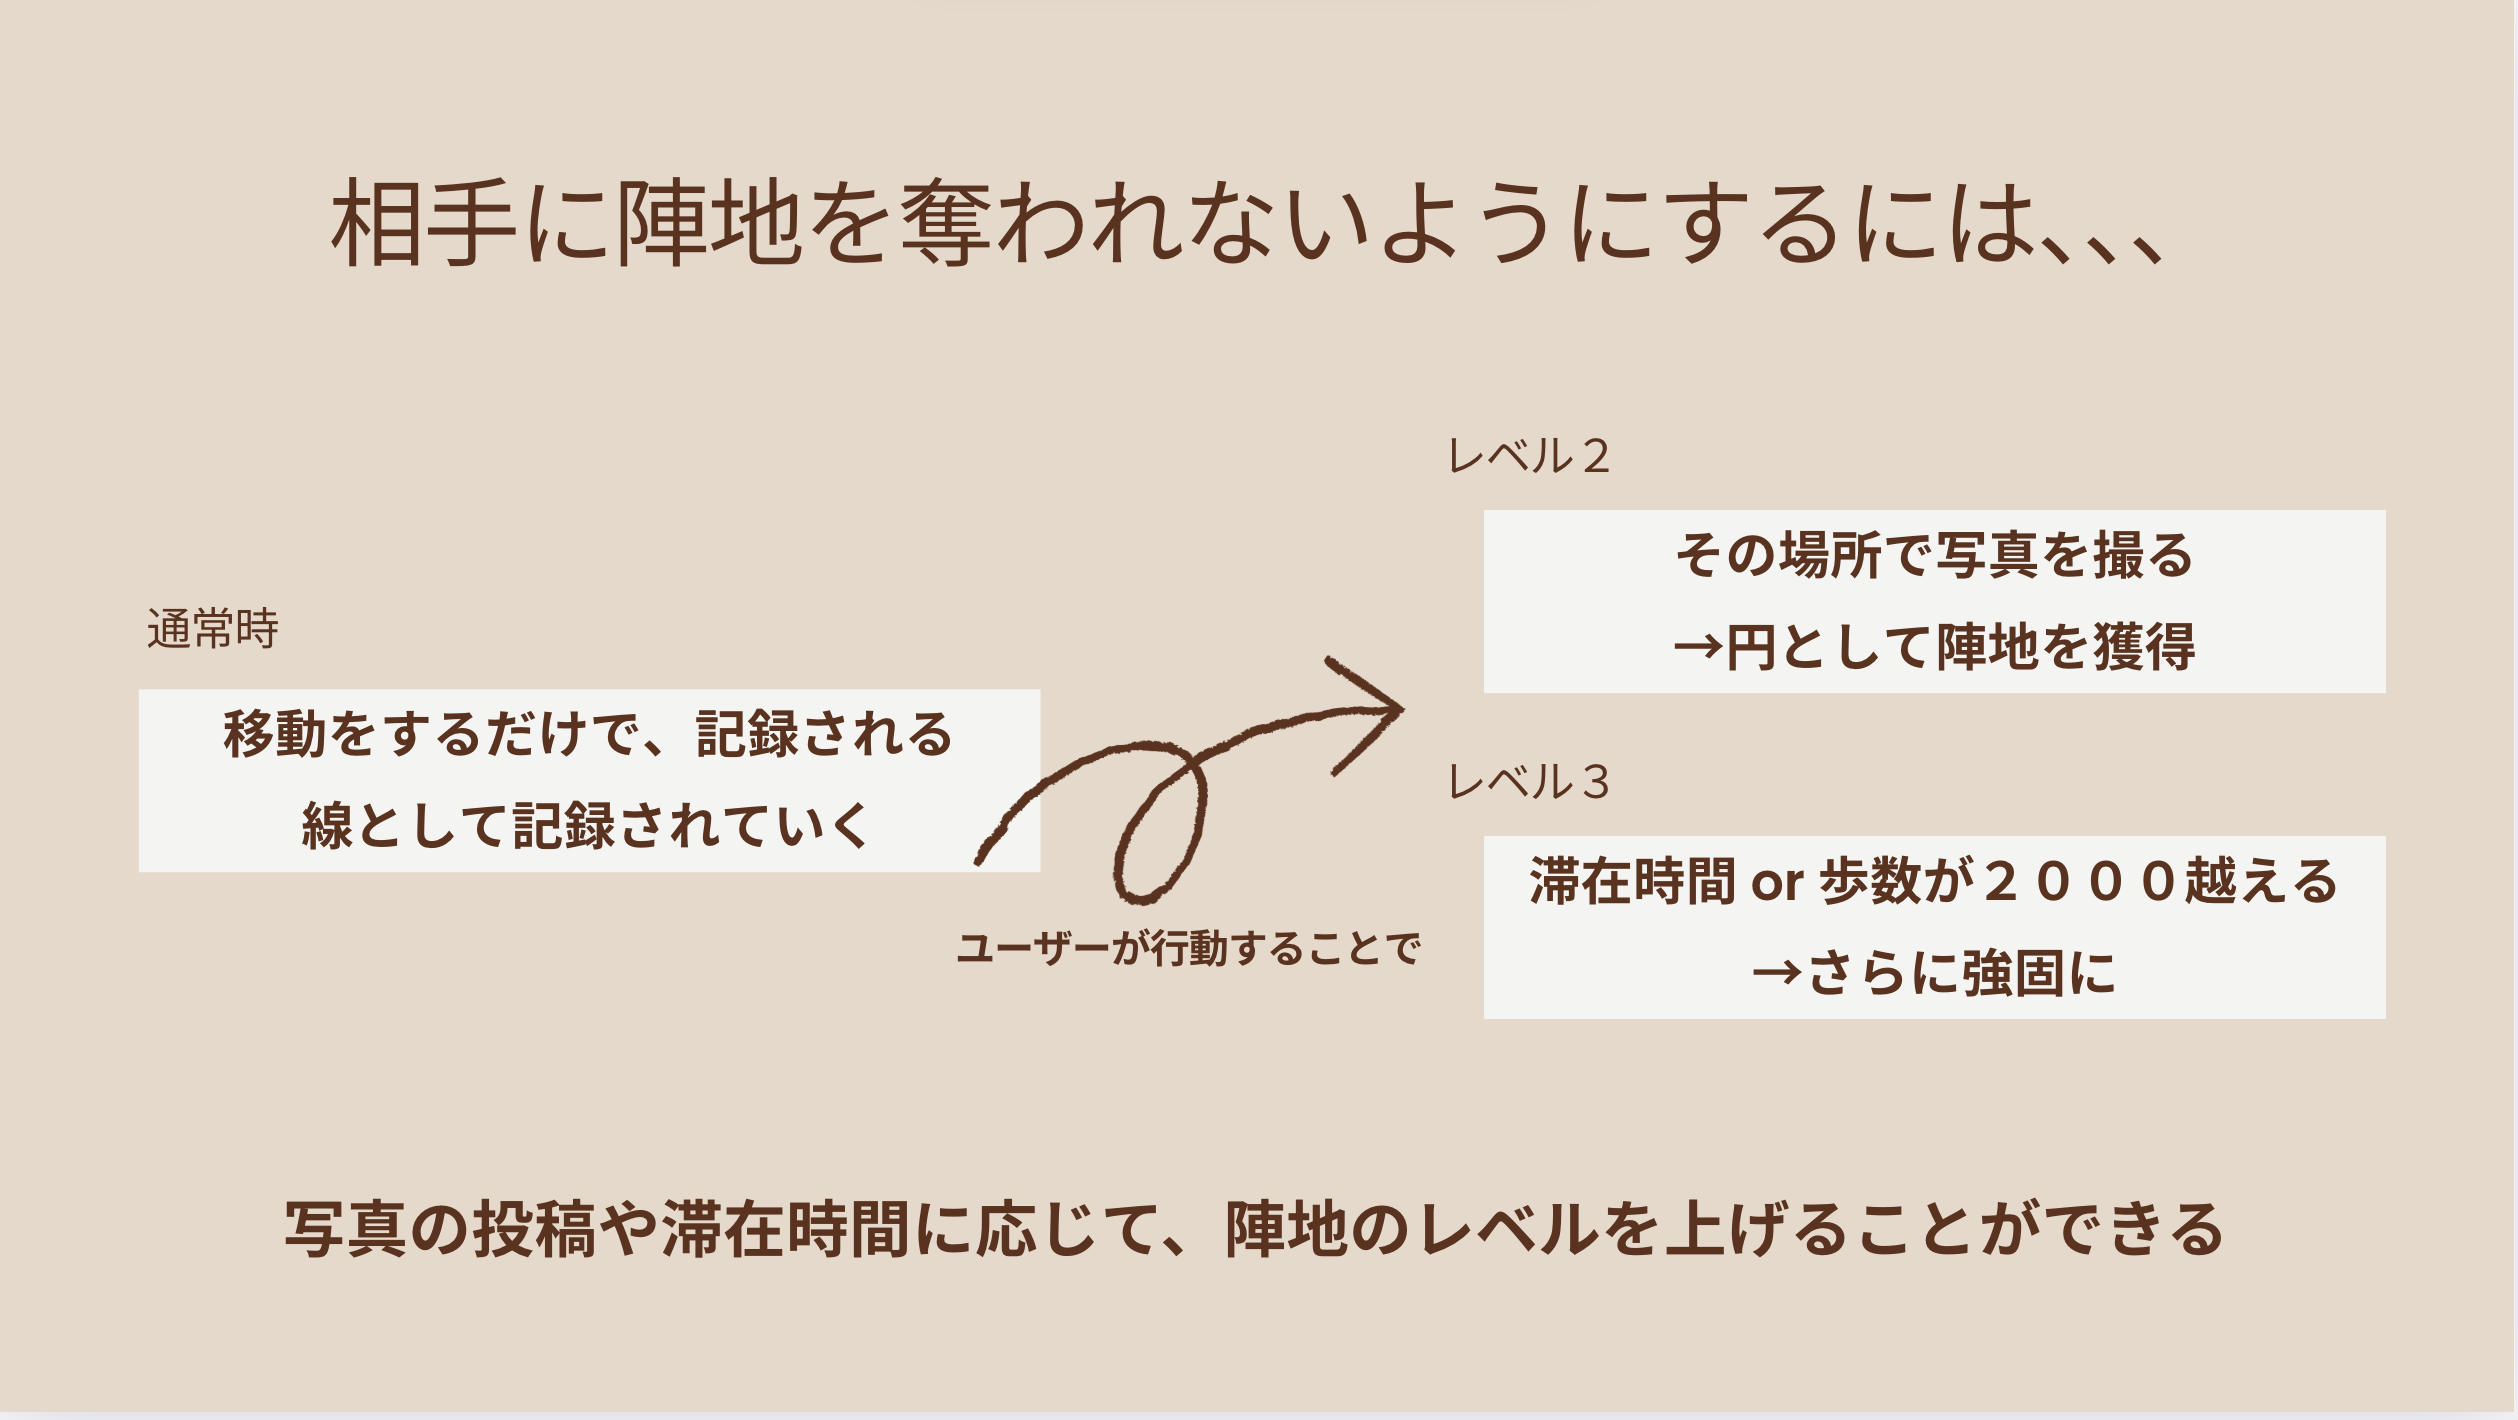 相手に陣地を奪われないようにするには、、、
通常時
移動をするだけで、記録される
線として記録されていく
ユーザーが行動することで
レベル２
その場所で写真を撮る
→円として陣地を獲得
レベル３
滞在時間 or 歩数が２０００越える
→さらに強固に
写真の投稿や滞在時間に応じて、陣地のレベルを上げることができる